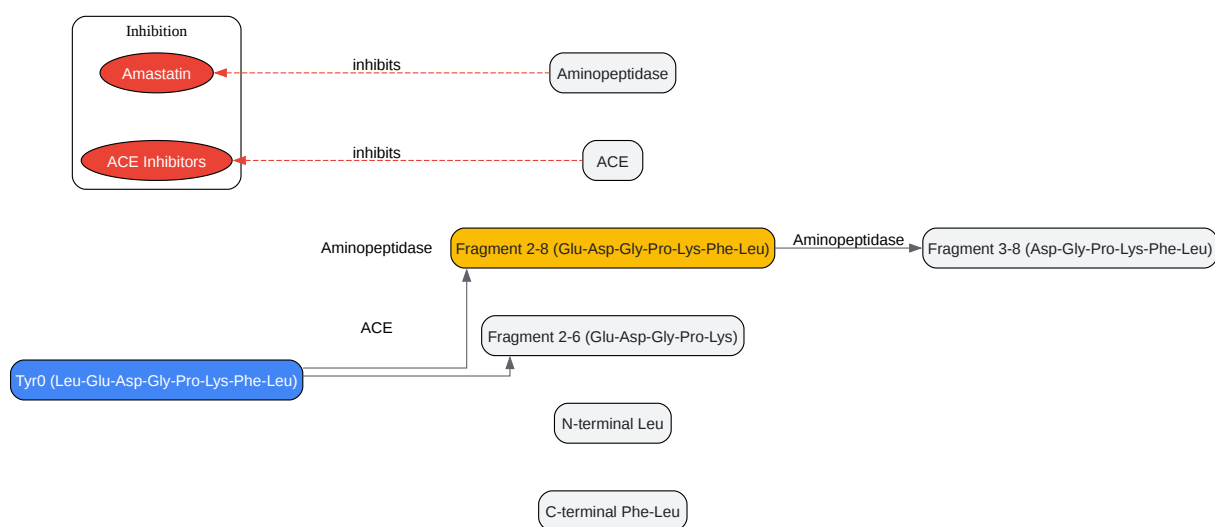 Inhibition
Amastatin
inhibits
Aminopeptidase
ACE Inhibitors
inhibits
ACE
Aminopeptidase
Fragment 2-8 (Glu-Asp-Gly-Pro-Lys-Phe-Leu)
Aminopeptidase
Fragment 3-8 (Asp-Gly-Pro-Lys-Phe-Leu)
ACE
Fragment 2-6 (Glu-Asp-Gly-Pro-Lys)
Tyr0 (Leu-Glu-Asp-Gly-Pro-Lys-Phe-Leu)
N-terminal Leu
C-terminal Phe-Leu